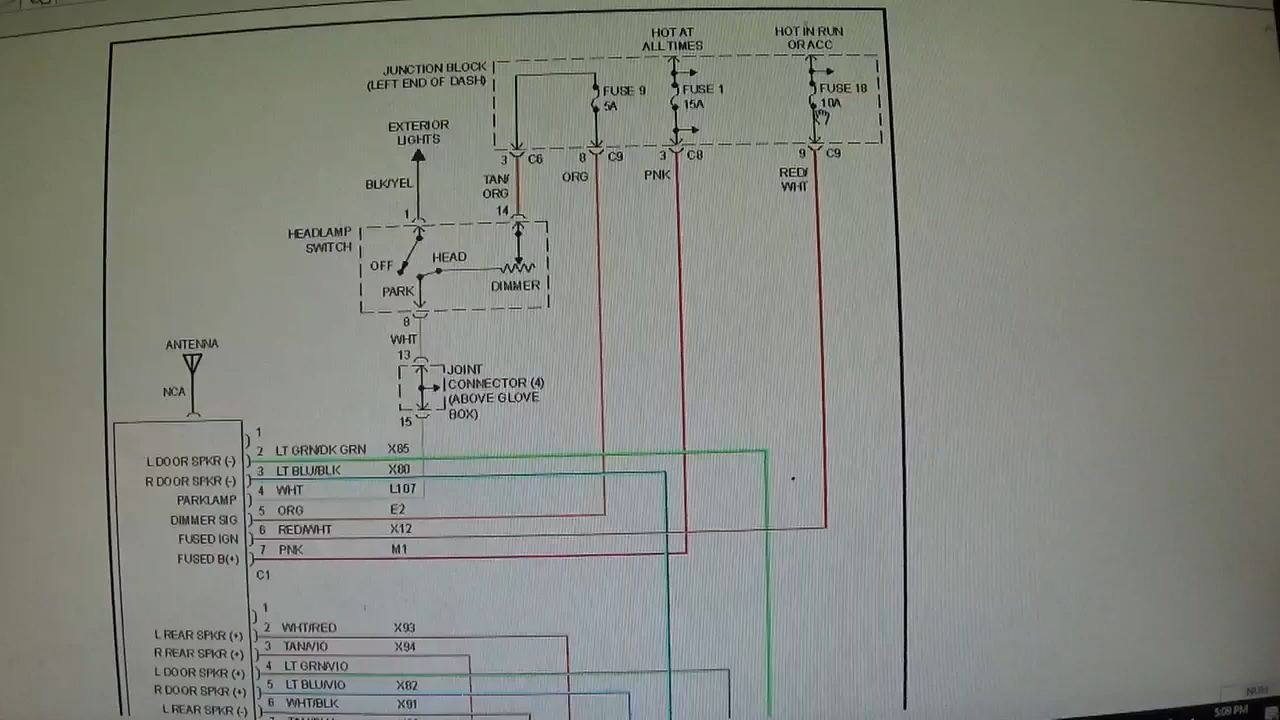 HOT AT
ALL TIMES
HOT IN RUN
OR ACC
JUNCTION BLOCK
(LEFT END OF DASH)
FUSE 9
5A
FUSE 1
15A
FUSE 18
10A
EXTERIOR
LIGHTS
3 C6
8 C9
3 C8
9 C9
BLK/YEL
TAN/
ORG
ORG
PNK
RED/
WHT
1
14
HEADLAMP
SWITCH
OFF
HEAD
PARK
DIMMER
8
WHT
13
ANTENNA
NCA
JOINT
CONNECTOR (4)
(ABOVE GLOVE
BOX)
15
1
L DOOR SPKR (-) 2 LT GRN/DK GRN X85
R DOOR SPKR (-) 3 LT BLU/BLK X80
PARKLAMP 4 WHT L107
DIMMER SIG 5 ORG E2
FUSED IGN 6 RED/WHT X12
FUSED B(+) 7 PNK M1
C1
1
L REAR SPKR (+) 2 WHT/RED X93
R REAR SPKR (+) 3 TAN/VIO X94
L DOOR SPKR (+) 4 LT GRN/VIO
R DOOR SPKR (+) 5 LT BLU/VIO X82
L REAR SPKR (-) 6 WHT/BLK X91
NUM
5:09 PM